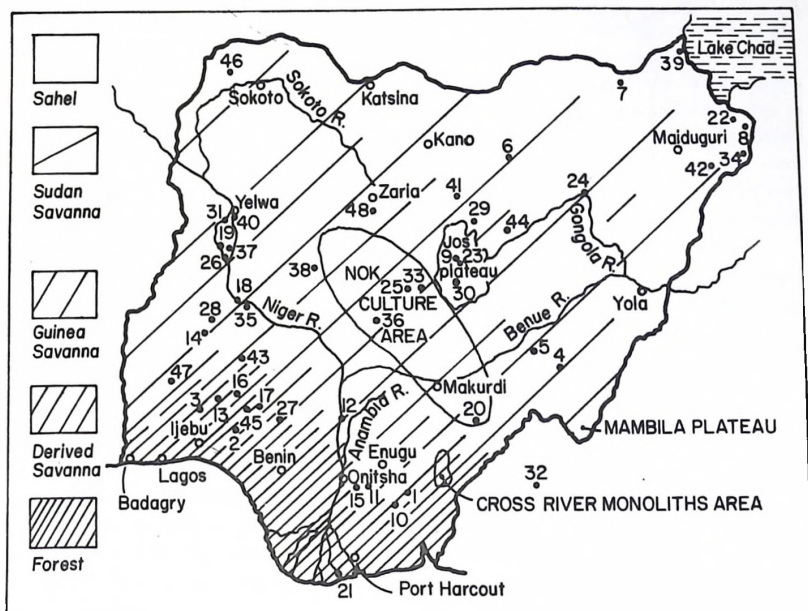 Sahel
Sudan
Savanna
Guinea
Savanna
Derived
Savanna
Forest
46
Sokoto
Sokoto R.
Katsina
7
39
Lake Chad
Kano
6
22
8
Maiduguri
34
42
Zaria
48
41
24
31
Yelwa
40
29
44
19
37
26
Jos
9
23
plateau
30
Gongola R.
38
NOK
CULTURE
AREA
33
25
36
18
35
Niger R.
28
14
Benue R.
Yola
5
4
43
47
16
3
13
17
45
2
27
Ijebu
12
Anambra R.
Makurdi
20
MAMBILA PLATEAU
Lagos
Badagry
Benin
Enugu
Onitsha
15
11
1
10
32
CROSS RIVER MONOLITHS AREA
21
Port Harcout